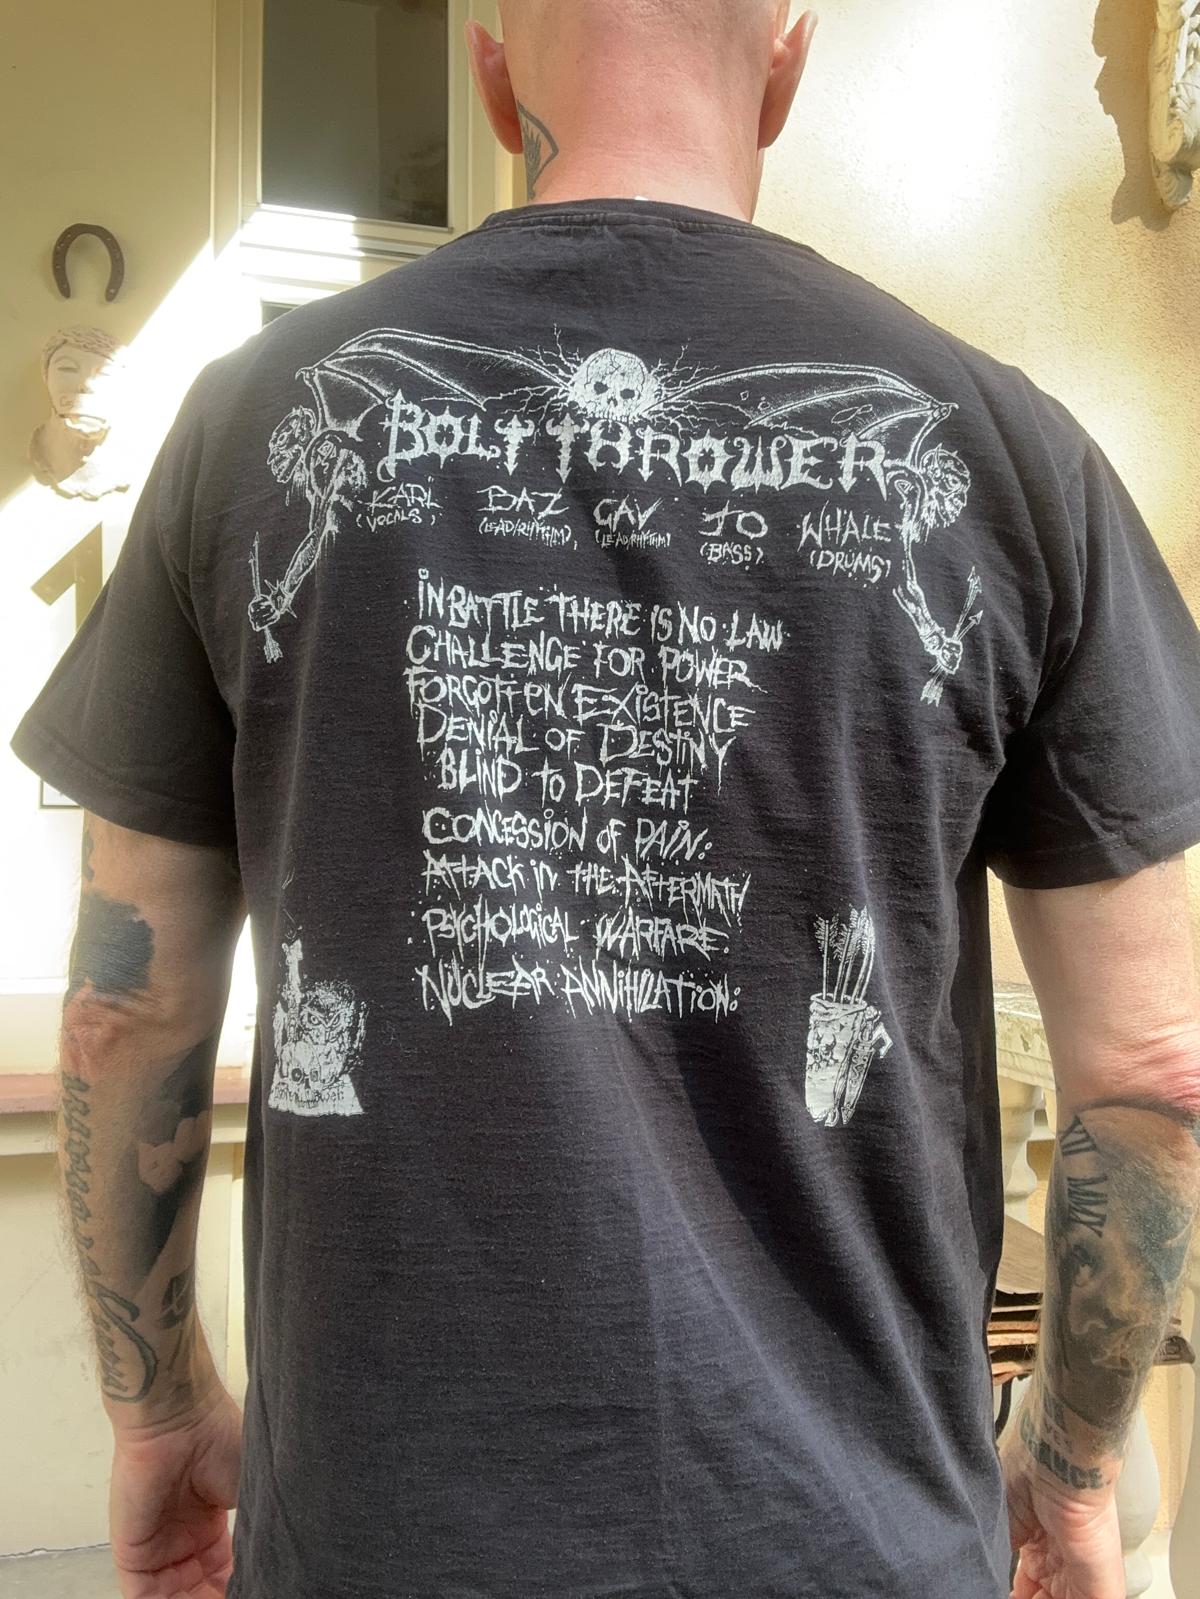 BOLT THROWER
KARL BAZ GAV JO WHALE
(VOCALS) (LEAD/RHYTHM), (LEAD/RHYTHM) (BASS) (DRUMS)
IN BATTLE THERE IS NO LAW
CHALLENGE FOR POWER
FORGOTTEN EXISTENCE
DENIAL OF DESTINY
BLIND TO DEFEAT
CONCESSION OF PAIN.
ATTACK IN THE AFTERMATH
PSYCHOLOGICAL WARFARE.
NUCLEAR ANNIHILATION.
XII MMX